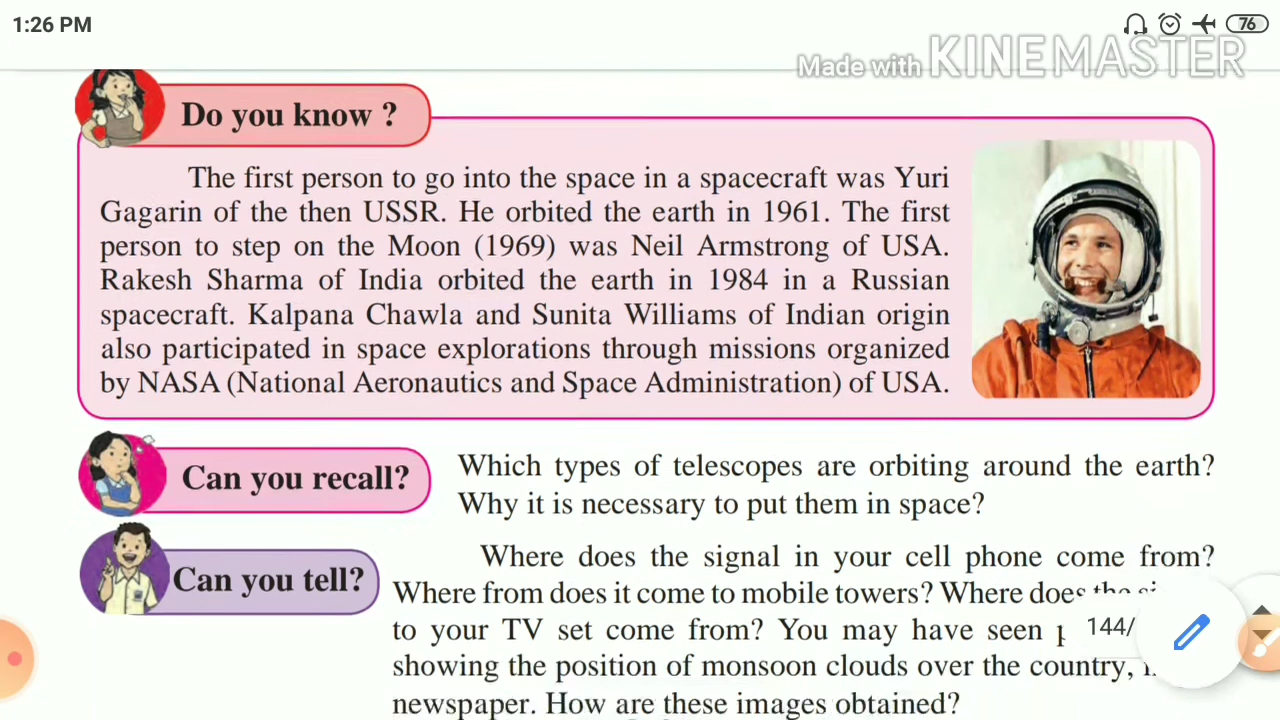 1:26 PM
76
Made with KINEMASTER
Do you know ?
The first person to go into the space in a spacecraft was Yuri
Gagarin of the then USSR. He orbited the earth in 1961. The first
person to step on the Moon (1969) was Neil Armstrong of USA.
Rakesh Sharma of India orbited the earth in 1984 in a Russian
spacecraft. Kalpana Chawla and Sunita Williams of Indian origin
also participated in space explorations through missions organized
by NASA (National Aeronautics and Space Administration) of USA.
Can you recall?
Which types of telescopes are orbiting around the earth?
Why it is necessary to put them in space?
Can you tell?
Where does the signal in your cell phone come from?
Where from does it come to mobile towers? Where does the
to your TV set come from? You may have seen
144/
showing the position of monsoon clouds over the country,
newspaper. How are these images obtained?